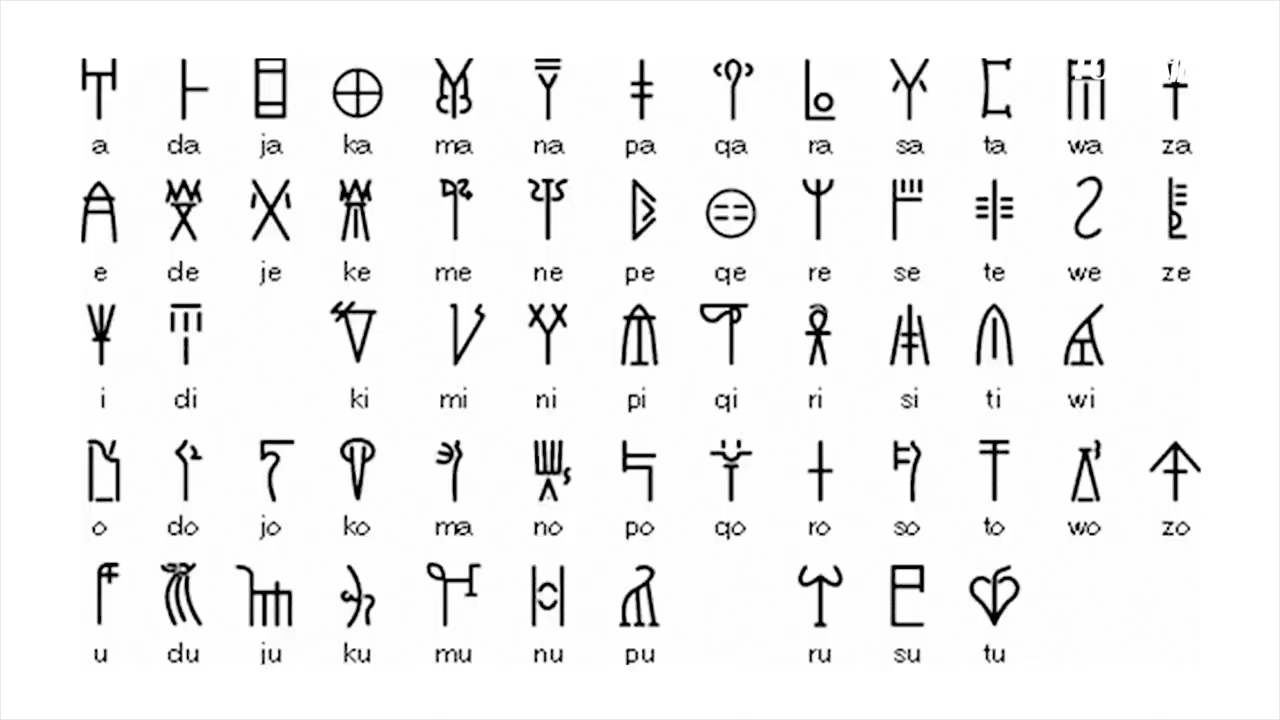 𐀀 𐀅 𐀊 𐀏 𐀔 𐀙 𐀞 𐀣 𐀨 𐀭 𐀲 𐀷 𐀼
a da ja ka ma na pa qa ra sa ta wa za
𐀁 𐀆 𐀋 𐀐 𐀕 𐀚 𐀟 𐀤 𐀩 𐀮 𐀳 𐀸 𐀽
e de je ke me ne pe qe re se te we ze
𐀂 𐀇 𐀑 𐀖 𐀛 𐀠 𐀥 𐀪 𐀯 𐀴 𐀹
i di ki mi ni pi qi ri si ti wi
𐀃 𐀈 𐀍 𐀒 𐀗 𐀜 𐀡 𐀦 𐀫 𐀰 𐀵 𐀺 𐀿
o do jo ko ma no po qo ro so to wo zo
𐀄 𐀉 𐀎 𐀓 𐀘 𐀝 𐀢 𐀬 𐀱 𐀶
u du ju ku mu nu pu ru su tu